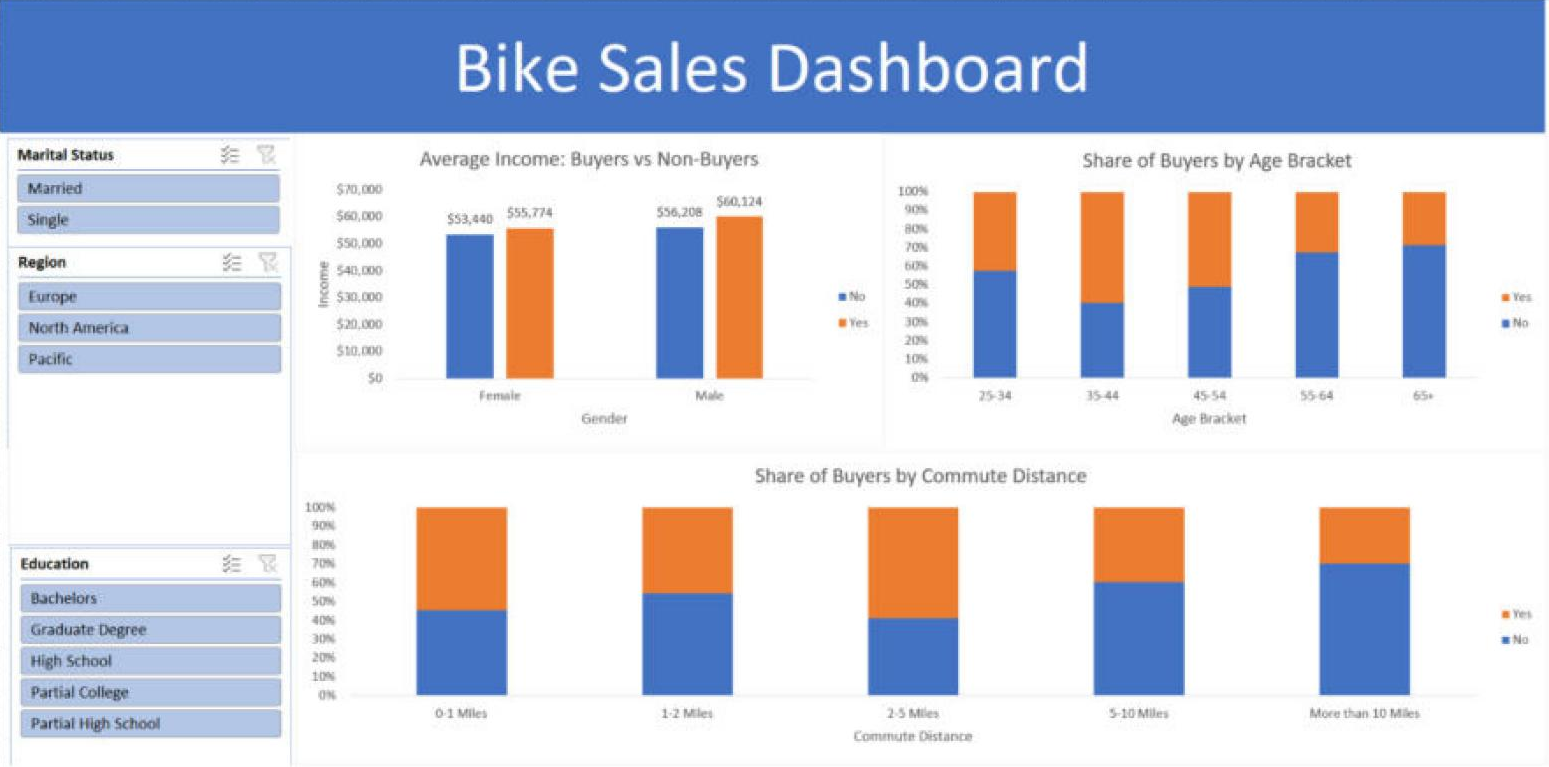 Bike Sales Dashboard
Marital Status
Married
Single
Region
Europe
North America
Pacific
Education
Bachelors
Graduate Degree
High School
Partial College
Partial High School
Average Income: Buyers vs Non-Buyers
$70,000
$60,000
$50,000
$40,000
$30,000
$20,000
$10,000
$0
Income
$53,440
$55,774
$56,208
$60,124
Female
Male
Gender
No
Yes
Share of Buyers by Age Bracket
100%
90%
80%
70%
60%
50%
40%
30%
20%
10%
0%
25-34
35-44
45-54
55-64
65+
Age Bracket
Yes
No
Share of Buyers by Commute Distance
100%
90%
80%
70%
60%
50%
40%
30%
20%
10%
0%
0-1 Miles
1-2 Miles
2-5 Miles
5-10 Miles
More than 10 Miles
Commute Distance
Yes
No